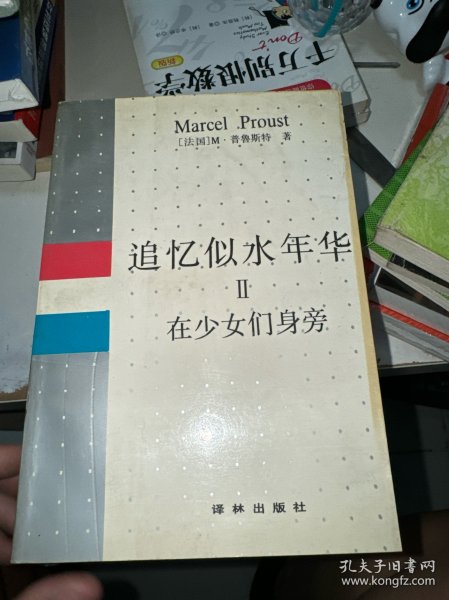 Don't
千万别恨数学
Marcel Proust
[法国]M·普鲁斯特 著
追忆似水年华
II
在少女们身旁
译林出版社
孔夫子旧书网
www.kongfz.com